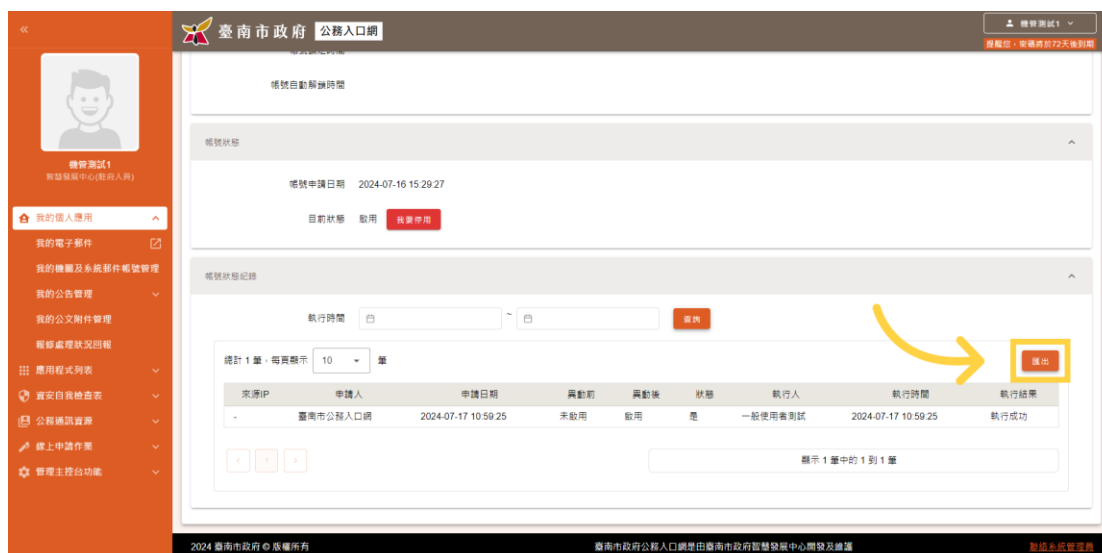 «
臺南市政府 公務入口網
機管測試1
提醒您，密碼將於72天後到期
機管測試1
智慧發展中心(駐府人員)
我的個人應用
我的電子郵件
我的機關及系統郵件帳號管理
我的公告管理
我的公文附件管理
報修處理狀況回報
應用程式列表
資安自我檢查表
公務通訊資源
線上申請作業
管理主控台功能
帳號自動解鎖時間
帳號狀態
帳號申請日期 2024-07-16 15:29:27
目前狀態 啟用 我要停用
帳號狀態紀錄
執行時間 ~ 查詢
總計 1 筆，每頁顯示 10 筆
匯出
來源IP 申請人 申請日期 異動前 異動後 狀態 執行人 執行時間 執行結果
- 臺南市公務入口網 2024-07-17 10:59:25 未啟用 啟用 是 一般使用者測試 2024-07-17 10:59:25 執行成功
‹ 1 ›
顯示 1 筆中的 1 到 1 筆
2024 臺南市政府 © 版權所有
臺南市政府公務入口網是由臺南市政府智慧發展中心開發及維護
聯絡系統管理員